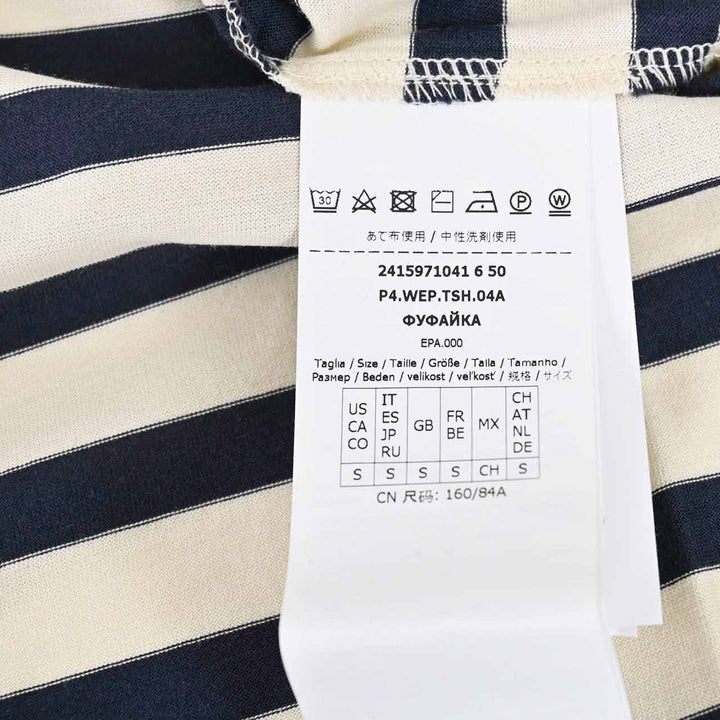 30 P W
あて布使用 / 中性洗剤使用
2415971041 6 50
P4.WEP.TSH.04A
ФУФАЙКА
EPA.000
Taglia / Size / Taille / Größe / Talla / Tamanho /
Размер / Beden / velikost / veľkosť / 规格 / サイズ
US CA CO IT ES JP RU GB FR BE MX CH AT NL DE
S S S S CH S
CN 尺码: 160/84A